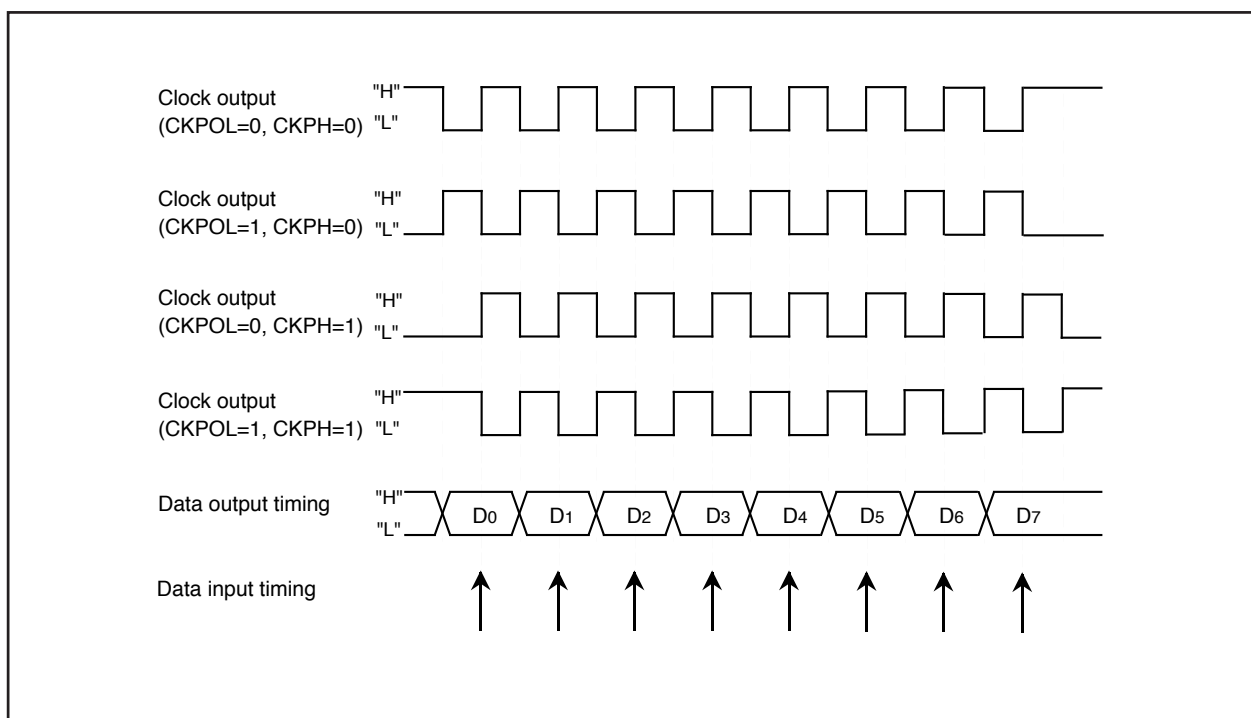 Clock output "H"
(CKPOL=0, CKPH=0) "L"
Clock output "H"
(CKPOL=1, CKPH=0) "L"
Clock output "H"
(CKPOL=0, CKPH=1) "L"
Clock output "H"
(CKPOL=1, CKPH=1) "L"
Data output timing "H"
"L"
D0 D1 D2 D3 D4 D5 D6 D7
Data input timing